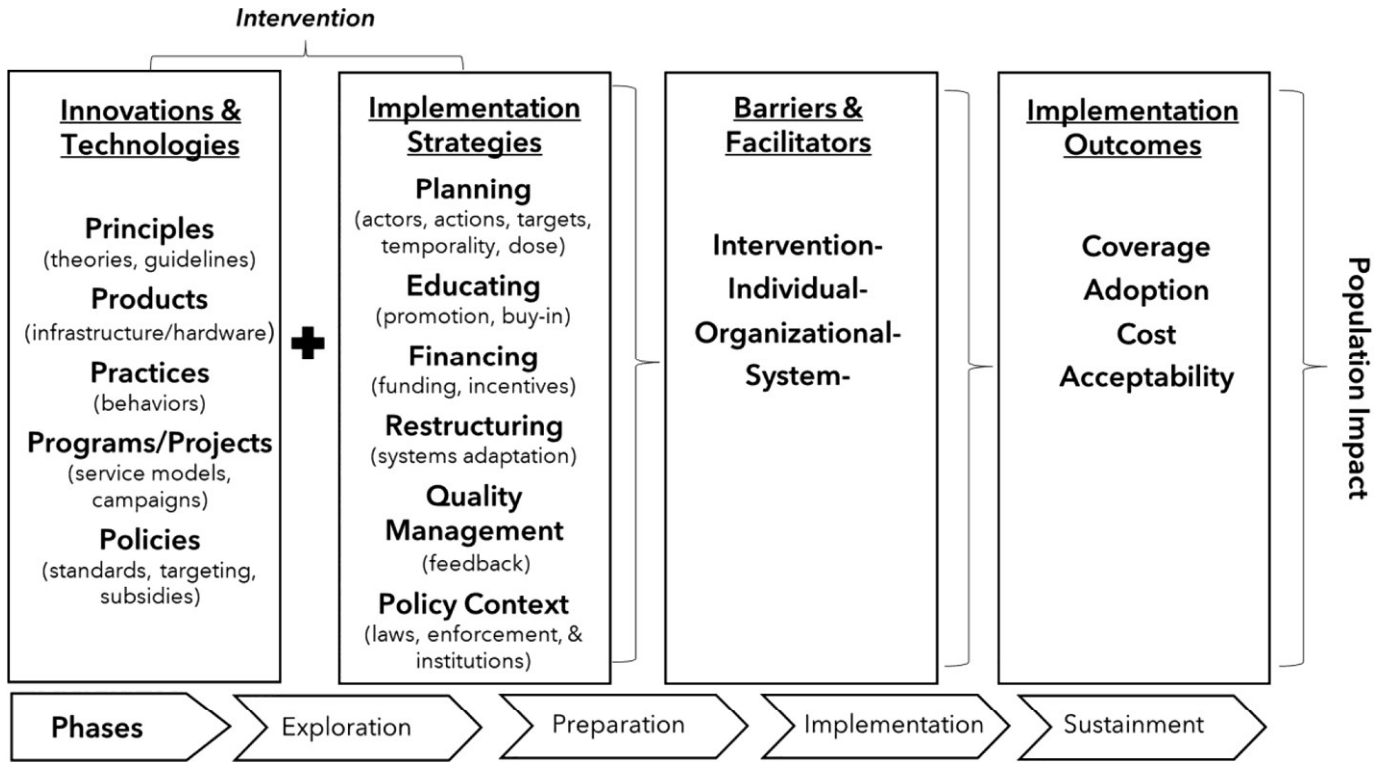 Intervention
Innovations &
Technologies
Principles
(theories, guidelines)
Products
(infrastructure/hardware)
Practices
(behaviors)
Programs/Projects
(service models,
campaigns)
Policies
(standards, targeting,
subsidies)
Implementation
Strategies
Planning
(actors, actions, targets,
temporality, dose)
Educating
(promotion, buy-in)
Financing
(funding, incentives)
Restructuring
(systems adaptation)
Quality
Management
(feedback)
Policy Context
(laws, enforcement, &
institutions)
Barriers &
Facilitators
Intervention-
Individual-
Organizational-
System-
Implementation
Outcomes
Coverage
Adoption
Cost
Acceptability
Population Impact
Phases
Exploration
Preparation
Implementation
Sustainment